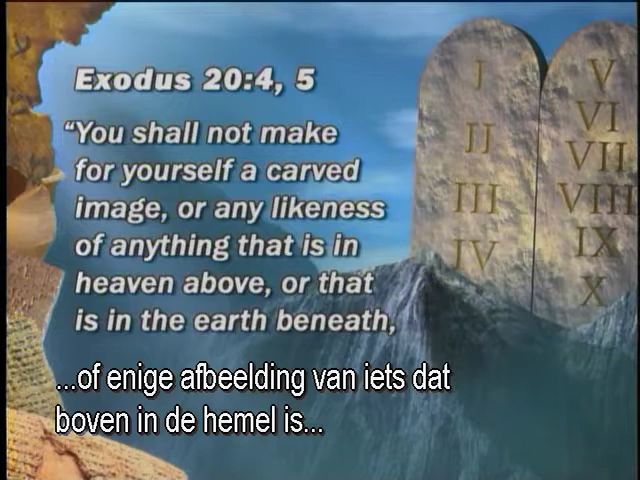 Exodus 20:4, 5
“You shall not make
for yourself a carved
image, or any likeness
of anything that is in
heaven above, or that
is in the earth beneath,
...of enige afbeelding van iets dat
boven in de hemel is...
I
II
III
IV
V
VI
VII
VIII
IX
X